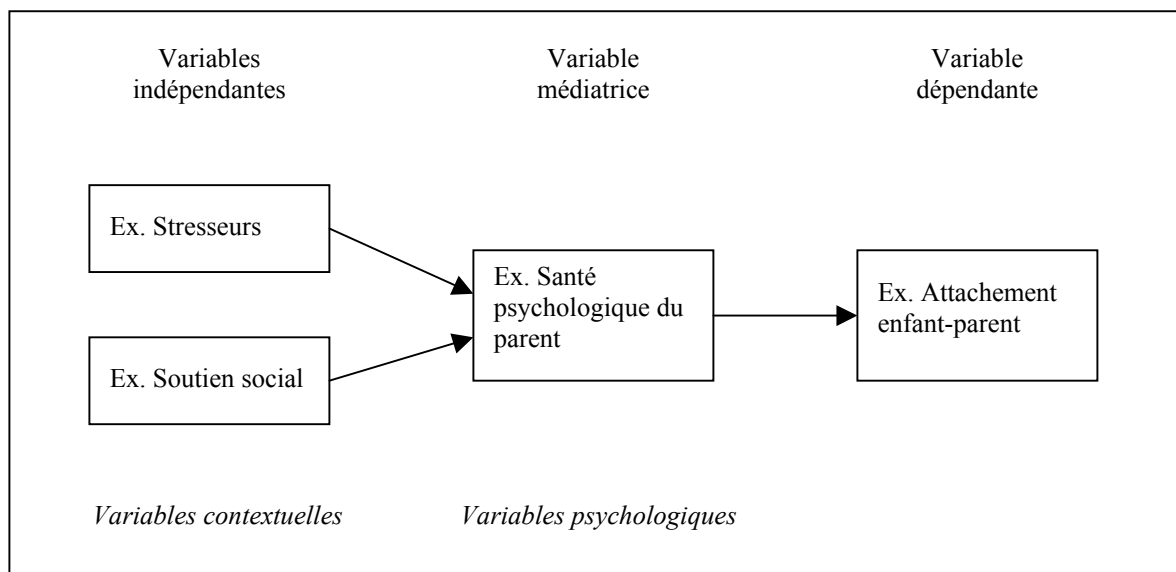 Variables
indépendantes
Variable
médiatrice
Variable
dépendante
Ex. Stresseurs
Ex. Soutien social
Ex. Santé
psychologique du
parent
Ex. Attachement
enfant-parent
Variables contextuelles
Variables psychologiques